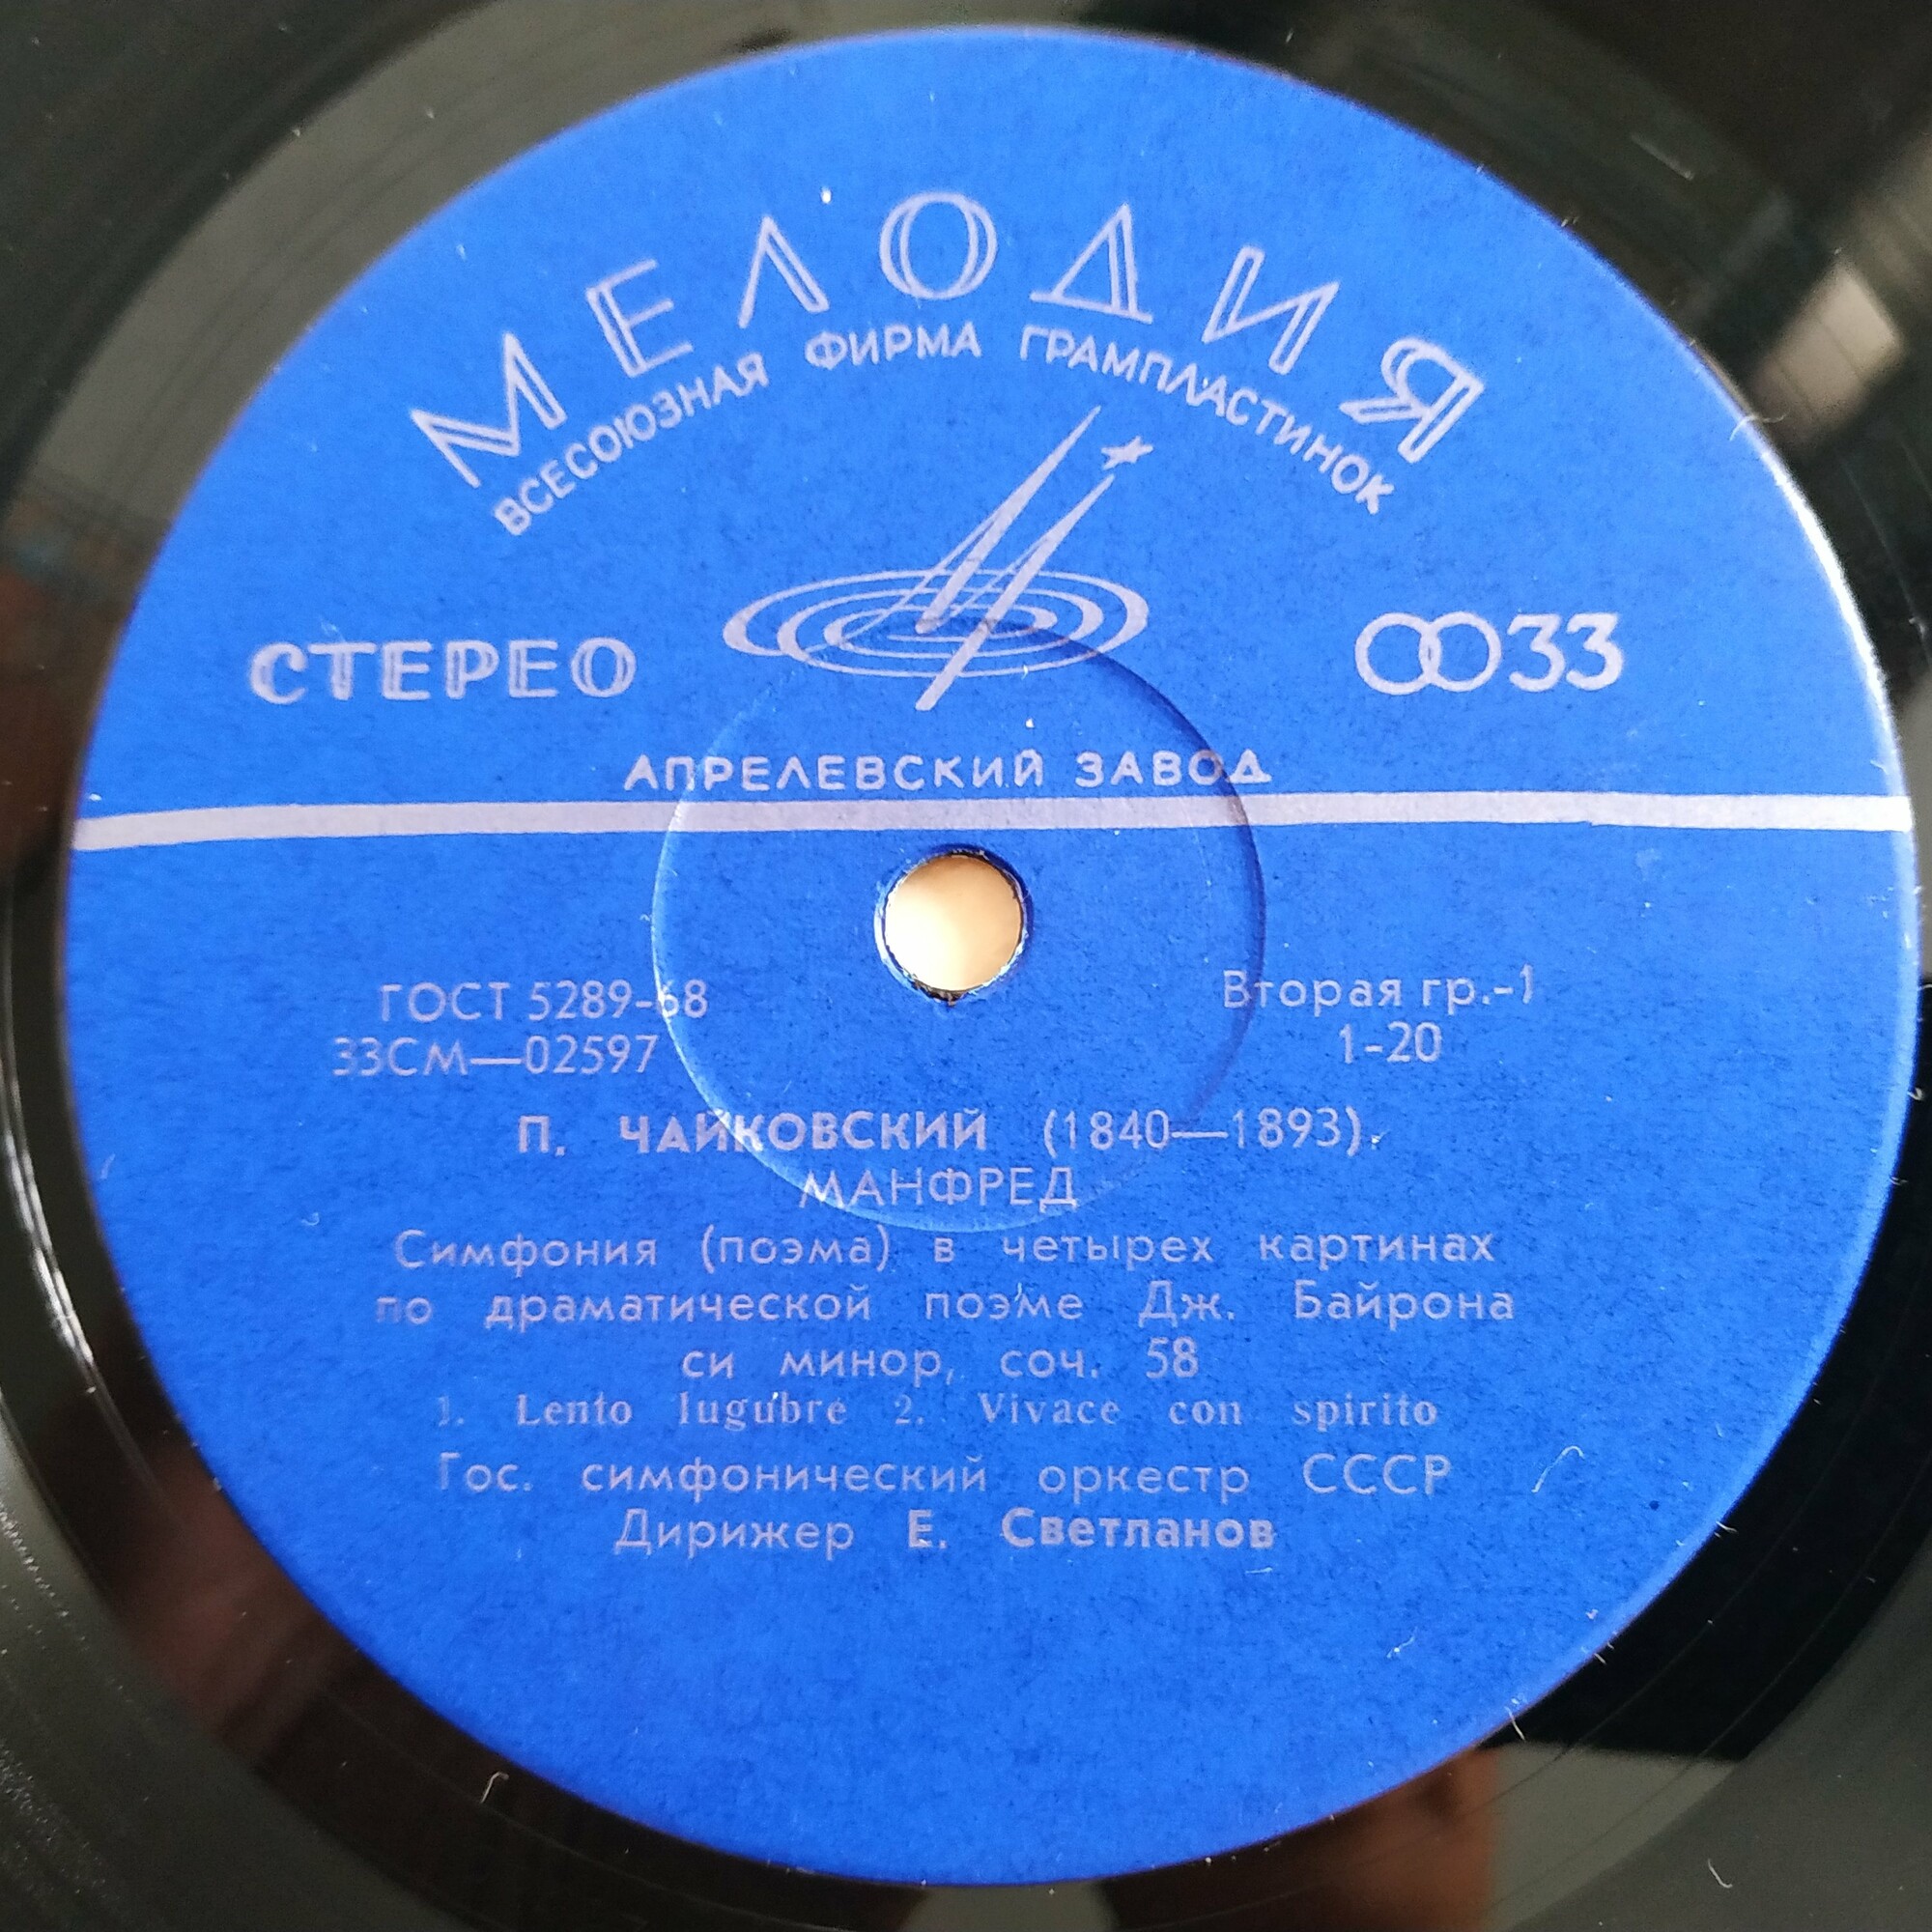 МЕЛОДИЯ
ВСЕСОЮЗНАЯ ФИРМА ГРАМПЛАСТИНОК
СТЕРЕО
33
АПРЕЛЕВСКИЙ ЗАВОД
ГОСТ 5289-68
Вторая гр.-1
33СМ—02597
1-20
П. ЧАЙКОВСКИЙ (1840—1893).
МАНФРЕД
Симфония (поэма) в четырех картинах
по драматической поэме Дж. Байрона
си минор, соч. 58
1. Lento lugubre 2. Vivace con spirito
Гос. симфонический оркестр СССР
Дирижер Е. Светланов